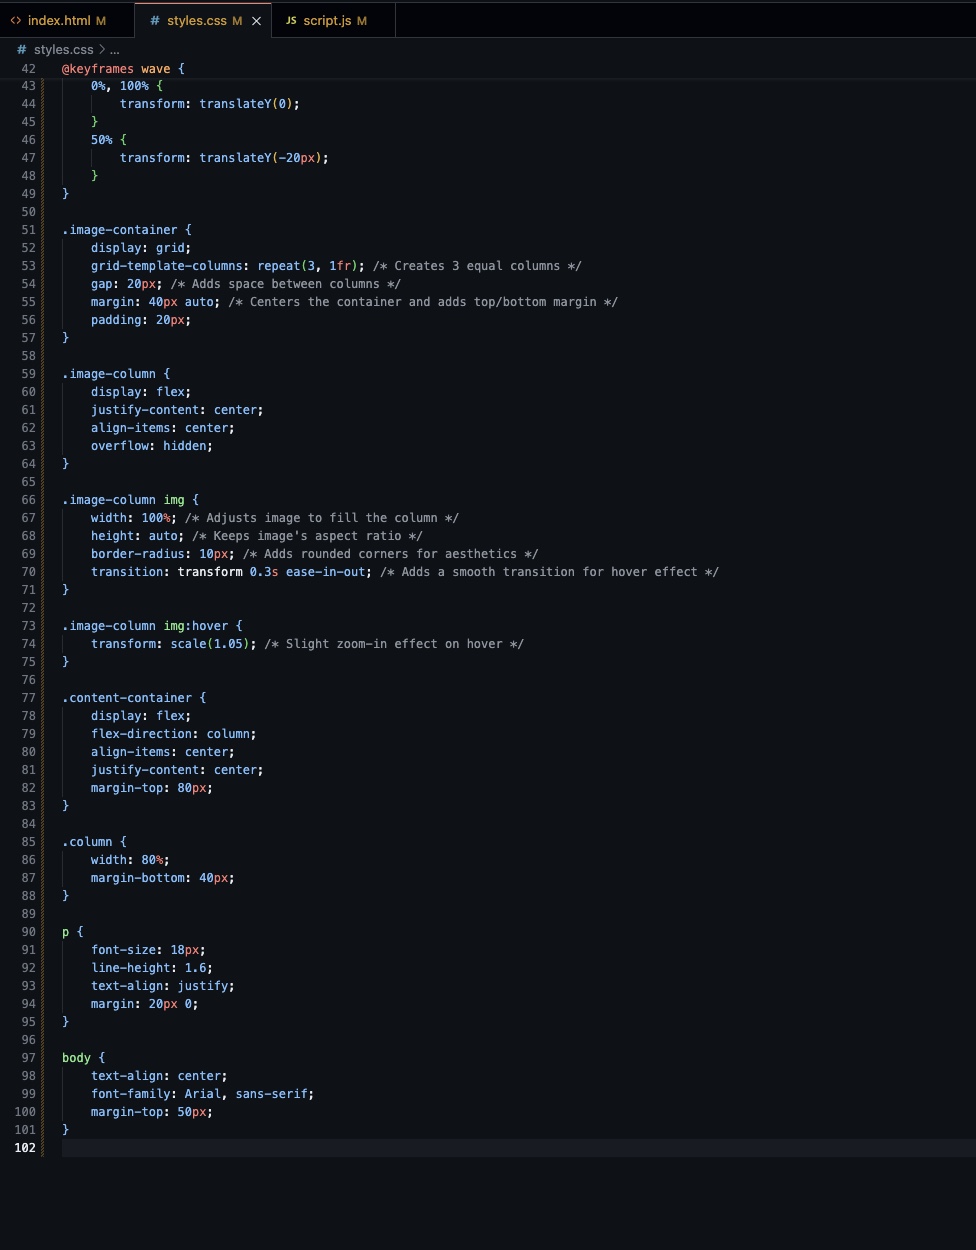 <> index.html M # styles.css M × JS script.js M
# styles.css > ...
42 @keyframes wave {
43 0%, 100% {
44 transform: translateY(0);
45 }
46 50% {
47 transform: translateY(-20px);
48 }
49 }
50
51 .image-container {
52 display: grid;
53 grid-template-columns: repeat(3, 1fr); /* Creates 3 equal columns */
54 gap: 20px; /* Adds space between columns */
55 margin: 40px auto; /* Centers the container and adds top/bottom margin */
56 padding: 20px;
57 }
58
59 .image-column {
60 display: flex;
61 justify-content: center;
62 align-items: center;
63 overflow: hidden;
64 }
65
66 .image-column img {
67 width: 100%; /* Adjusts image to fill the column */
68 height: auto; /* Keeps image's aspect ratio */
69 border-radius: 10px; /* Adds rounded corners for aesthetics */
70 transition: transform 0.3s ease-in-out; /* Adds a smooth transition for hover effect */
71 }
72
73 .image-column img:hover {
74 transform: scale(1.05); /* Slight zoom-in effect on hover */
75 }
76
77 .content-container {
78 display: flex;
79 flex-direction: column;
80 align-items: center;
81 justify-content: center;
82 margin-top: 80px;
83 }
84
85 .column {
86 width: 80%;
87 margin-bottom: 40px;
88 }
89
90 p {
91 font-size: 18px;
92 line-height: 1.6;
93 text-align: justify;
94 margin: 20px 0;
95 }
96
97 body {
98 text-align: center;
99 font-family: Arial, sans-serif;
100 margin-top: 50px;
101 }
102